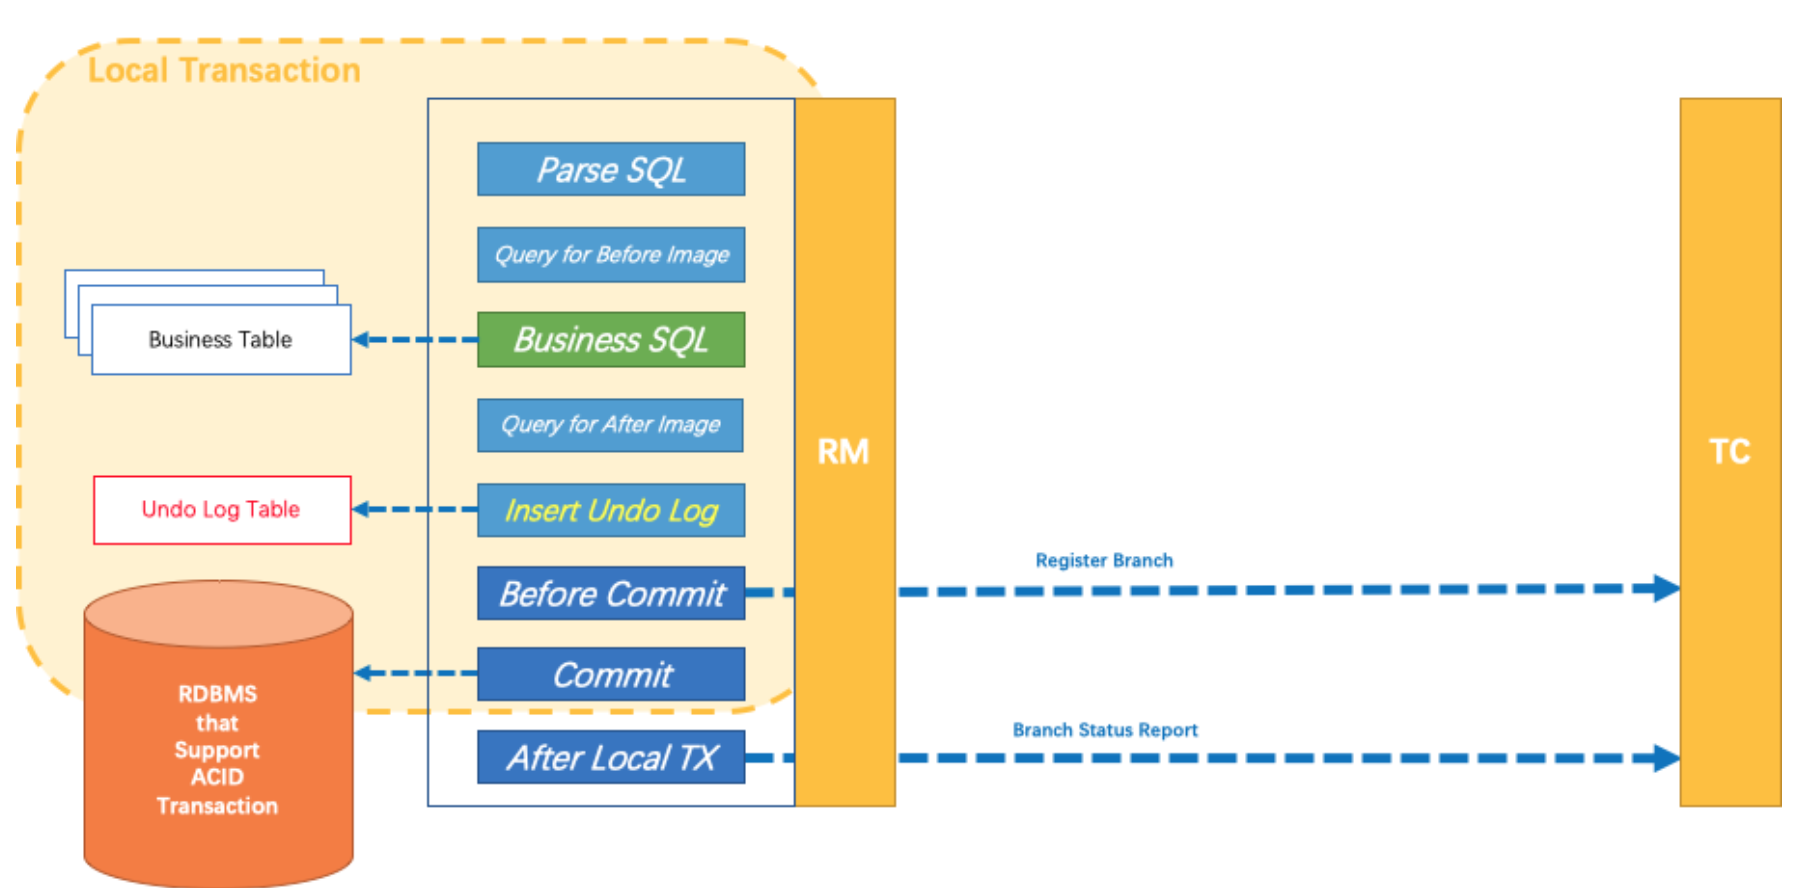 Local Transaction
Parse SQL
Query for Before Image
Business Table
Business SQL
Query for After Image
RM
TC
Undo Log Table
Insert Undo Log
Register Branch
Before Commit
Commit
RDBMS
that
Support
ACID
Transaction
Branch Status Report
After Local TX